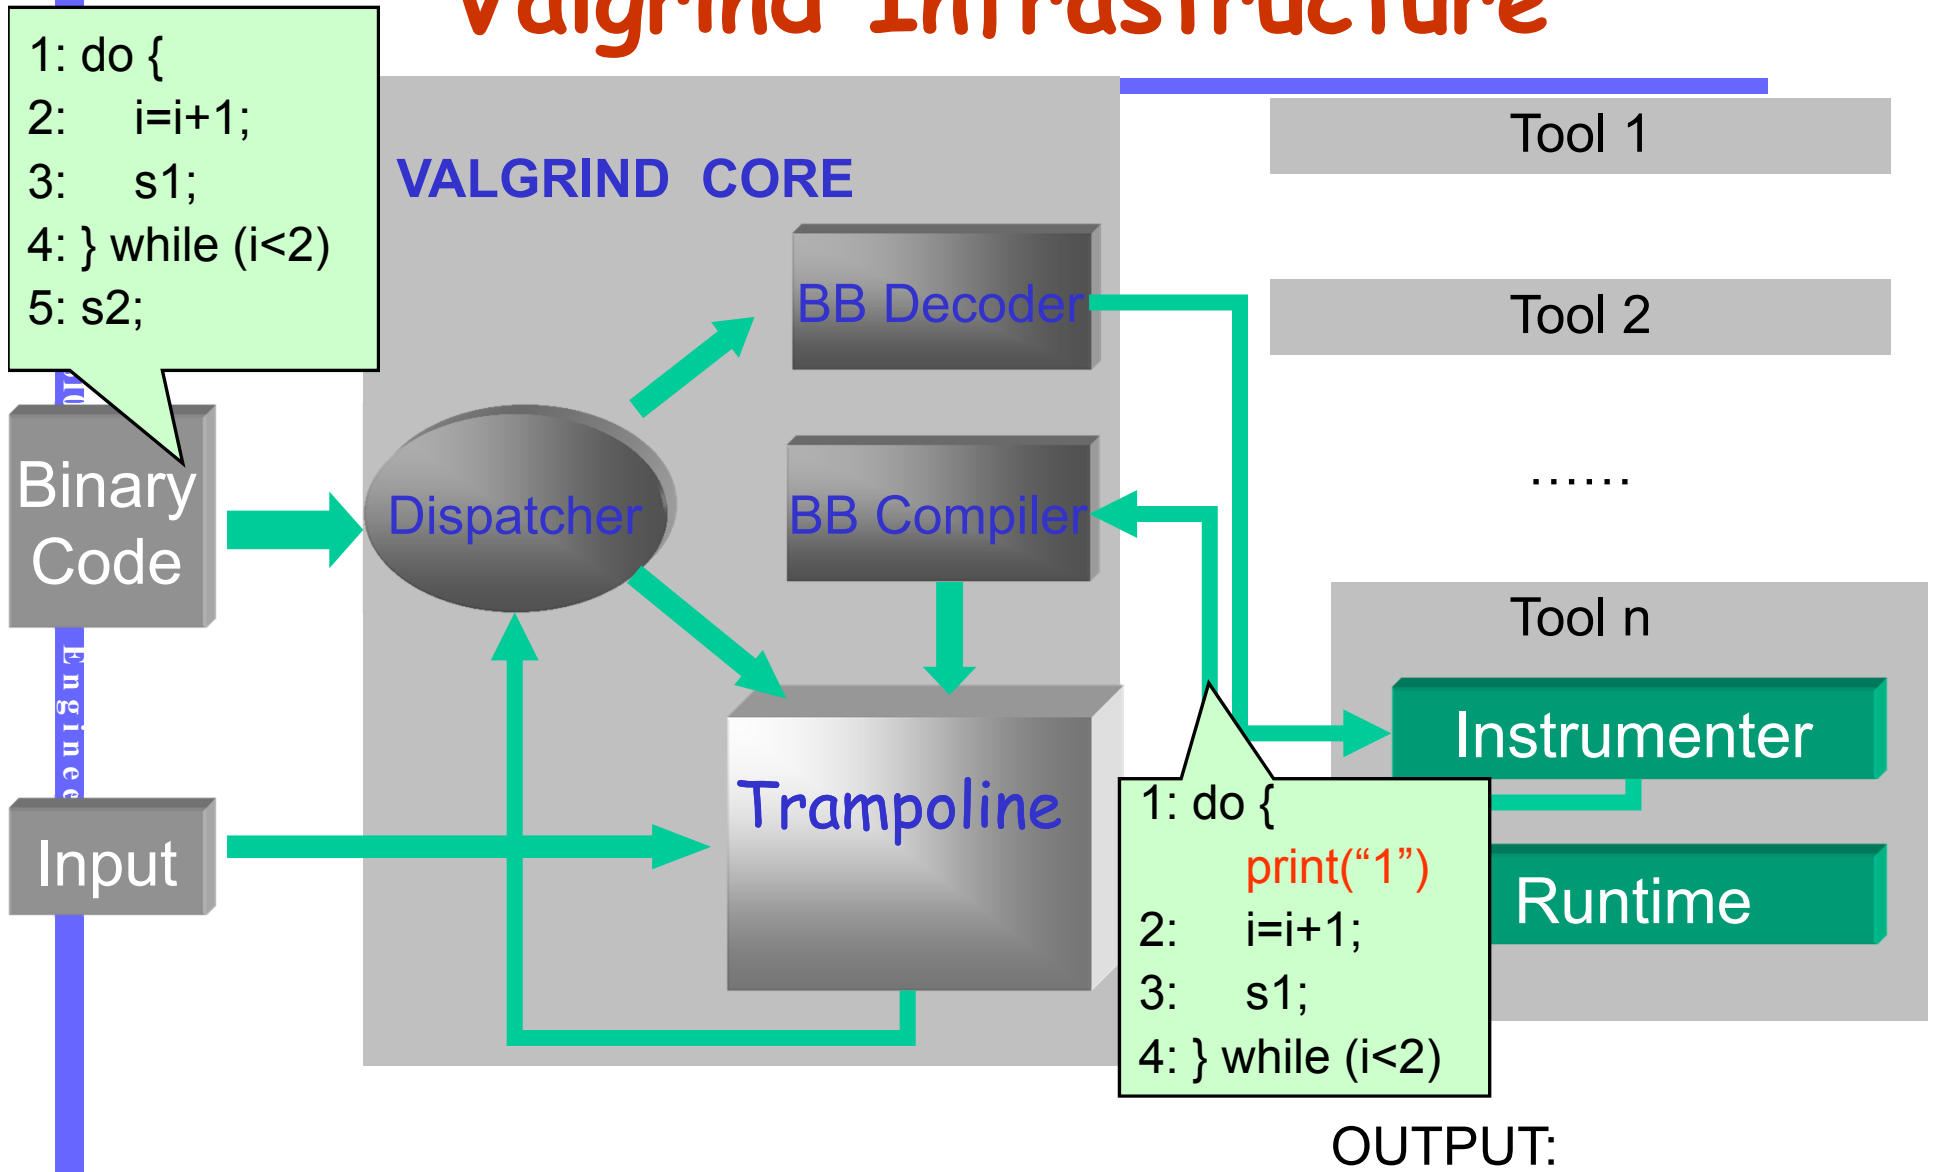 Valgrind Infrastructure
1: do {
2: i=i+1;
3: s1;
4: } while (i<2)
5: s2;
VALGRIND CORE
Tool 1
BB Decoder
Tool 2
Binary
Code
Dispatcher
BB Compiler
......
Tool n
Instrumenter
Trampoline
1: do {
print(“1”)
2: i=i+1;
3: s1;
4: } while (i<2)
Input
Runtime
OUTPUT: